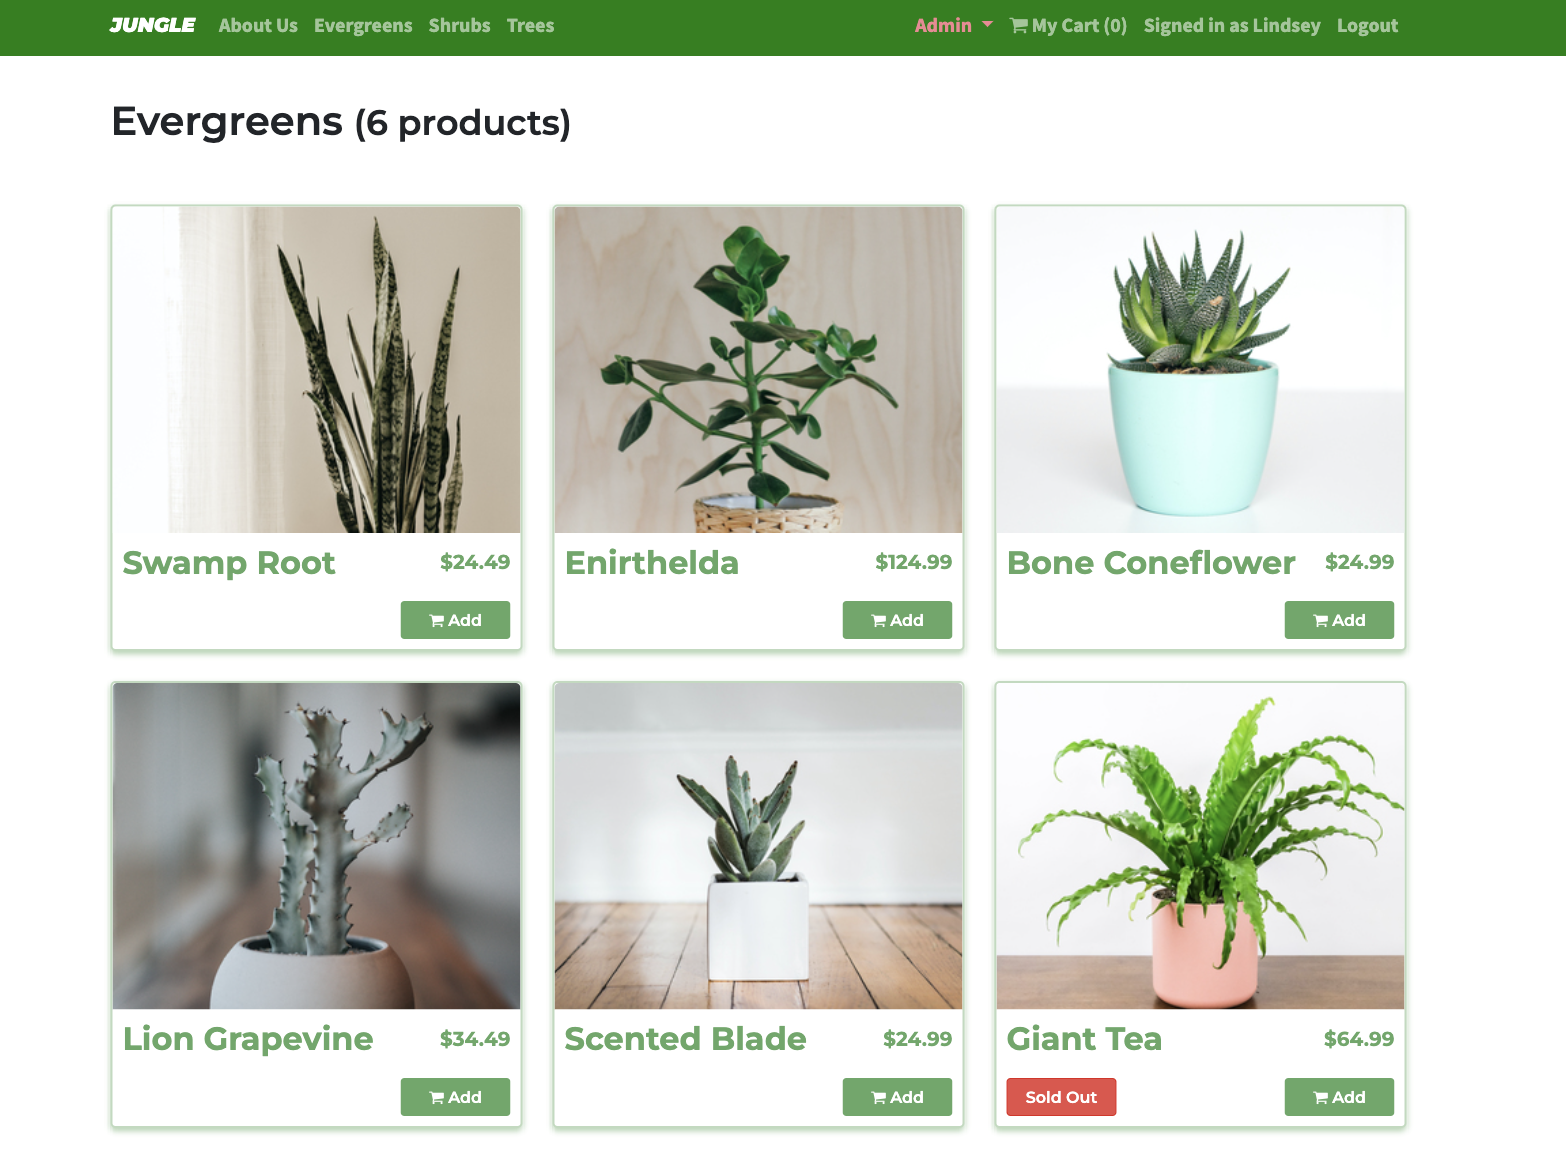 JUNGLE About Us Evergreens Shrubs Trees Admin My Cart (0) Signed in as Lindsey Logout
Evergreens (6 products)
Swamp Root $24.49
Add
Enirthelda $124.99
Add
Bone Coneflower $24.99
Add
Lion Grapevine $34.49
Add
Scented Blade $24.99
Add
Giant Tea $64.99
Sold Out Add